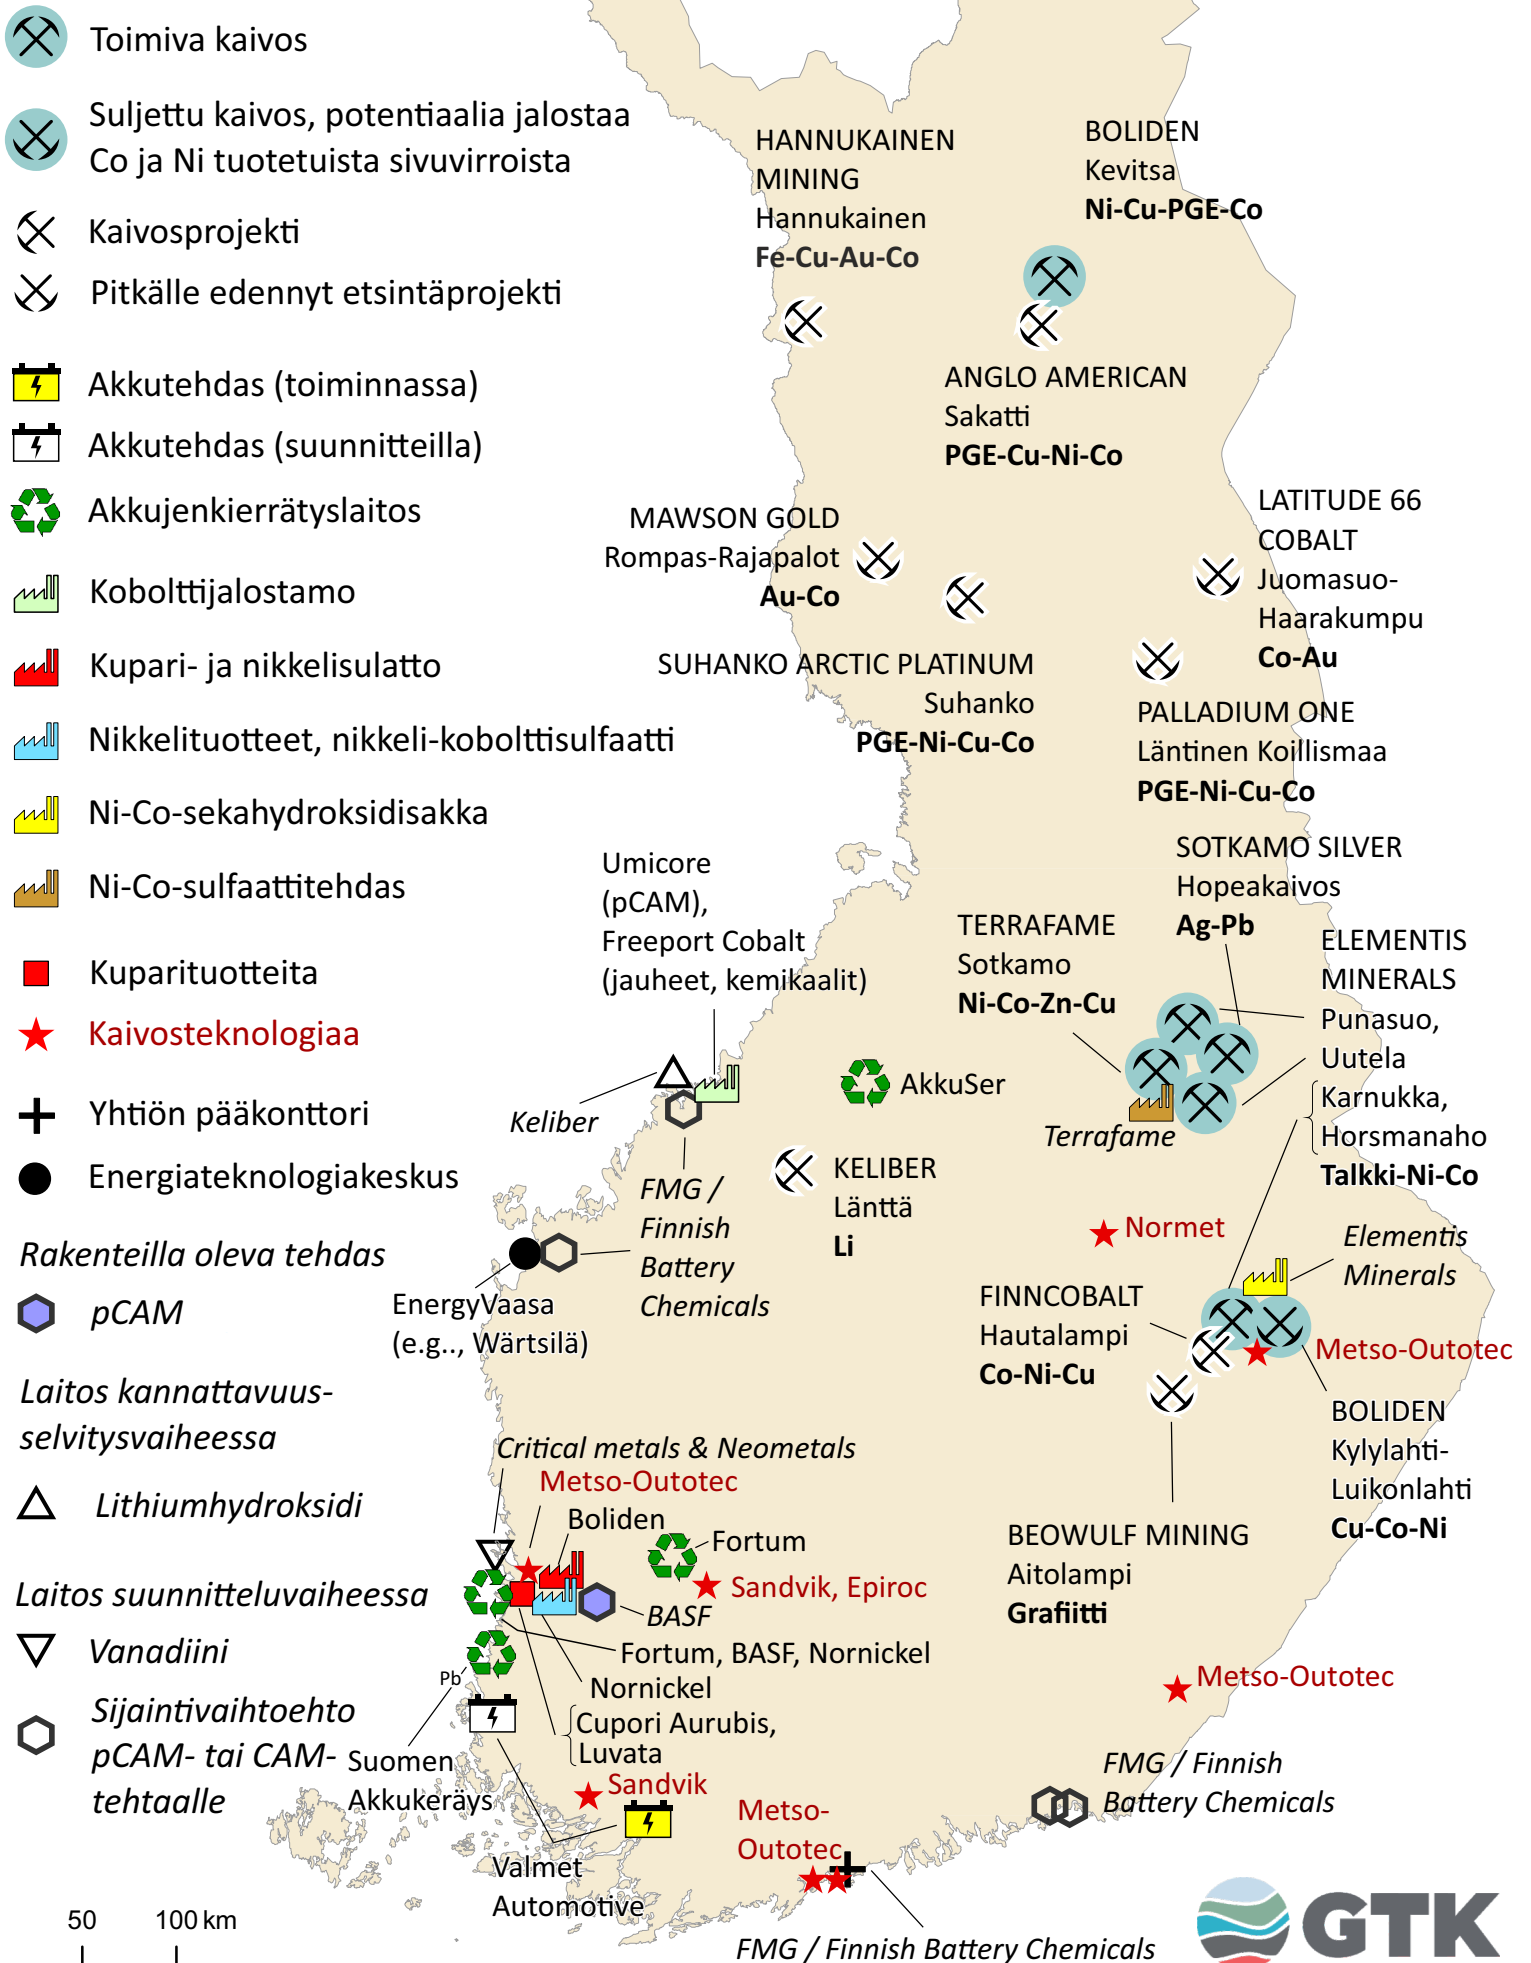 Toimiva kaivos
Suljettu kaivos, potentiaalia jalostaa
Co ja Ni tuotetuista sivuvirroista
Kaivosprojekti
Pitkälle edennyt etsintäprojekti
Akkutehdas (toiminnassa)
Akkutehdas (suunnitteilla)
Akkujenkierrätyslaitos
Kobolttijalostamo
Kupari- ja nikkelisulatto
Nikkelituotteet, nikkeli-kobolttisulfaatti
Ni-Co-sekahydroksidisakka
Ni-Co-sulfaattitehdas
Kuparituotteita
Kaivosteknologiaa
Yhtiön pääkonttori
Energiateknologiakeskus
Rakenteilla oleva tehdas
pCAM
Laitos kannattavuus-
selvitysvaiheessa
Lithiumhydroksidi
Laitos suunnitteluvaiheessa
Vanadiini
Sijaintivaihtoehto
pCAM- tai CAM-
tehtaalle
50 100 km
HANNUKAINEN
MINING
Hannukainen
Fe-Cu-Au-Co
BOLIDEN
Kevitsa
Ni-Cu-PGE-Co
ANGLO AMERICAN
Sakatti
PGE-Cu-Ni-Co
MAWSON GOLD
Rompas-Rajapalot
Au-Co
LATITUDE 66
COBALT
Juomasuo-
Haarakumpu
Co-Au
SUHANKO ARCTIC PLATINUM
Suhanko
PGE-Ni-Cu-Co
PALLADIUM ONE
Läntinen Koillismaa
PGE-Ni-Cu-Co
SOTKAMO SILVER
Hopeakaivos
Ag-Pb
Umicore
(pCAM),
Freeport Cobalt
(jauheet, kemikaalit)
TERRAFAME
Sotkamo
Ni-Co-Zn-Cu
ELEMENTIS
MINERALS
Punasuo,
Uutela
Karnukka,
Horsmanaho
Talkki-Ni-Co
AkkuSer
Keliber
Terrafame
KELIBER
Länttä
Li
FMG /
Finnish
Battery
Chemicals
Normet
Elementis
Minerals
EnergyVaasa
(e.g.., Wärtsilä)
FINNCOBALT
Hautalampi
Co-Ni-Cu
Metso-Outotec
BOLIDEN
Kylylahti-
Luikonlahti
Cu-Co-Ni
Critical metals & Neometals
Metso-Outotec
Boliden
Fortum
Sandvik, Epiroc
BASF
BEOWULF MINING
Aitolampi
Grafiitti
Fortum, BASF, Nornickel
Pb
Nornickel
Cupori Aurubis,
Luvata
Metso-Outotec
Suomen
Akkukeräys
Sandvik
FMG / Finnish
Battery Chemicals
Metso-
Outotec
Valmet
Automotive
FMG / Finnish Battery Chemicals
GTK